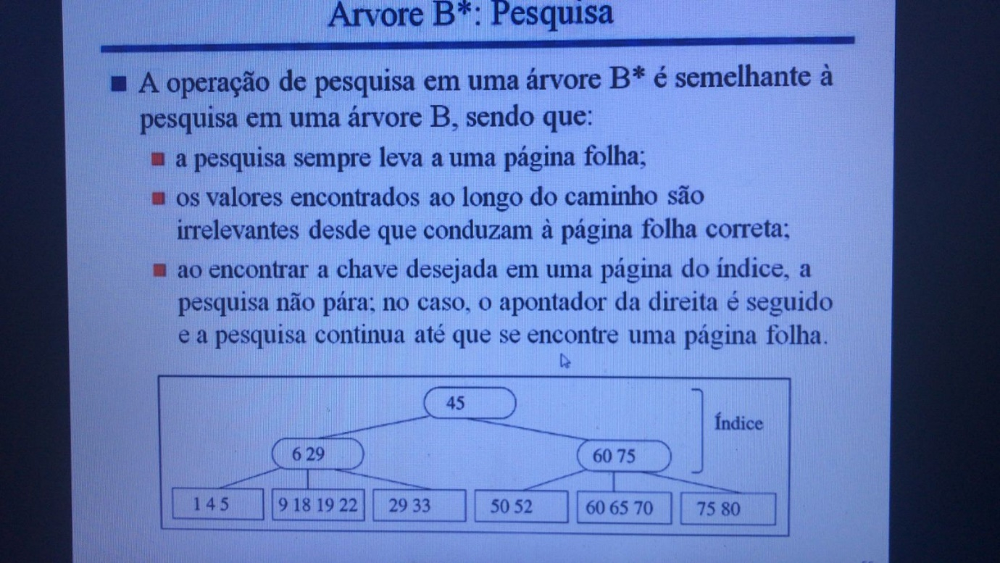 Árvore B*: Pesquisa
A operação de pesquisa em uma árvore B* é semelhante à
pesquisa em uma árvore B, sendo que:
a pesquisa sempre leva a uma página folha;
os valores encontrados ao longo do caminho são
irrelevantes desde que conduzam à página folha correta;
ao encontrar a chave desejada em uma página do índice, a
pesquisa não pára; no caso, o apontador da direita é seguido
e a pesquisa continua até que se encontre uma página folha.
45
Índice
6 29
60 75
1 4 5
9 18 19 22
29 33
50 52
60 65 70
75 80